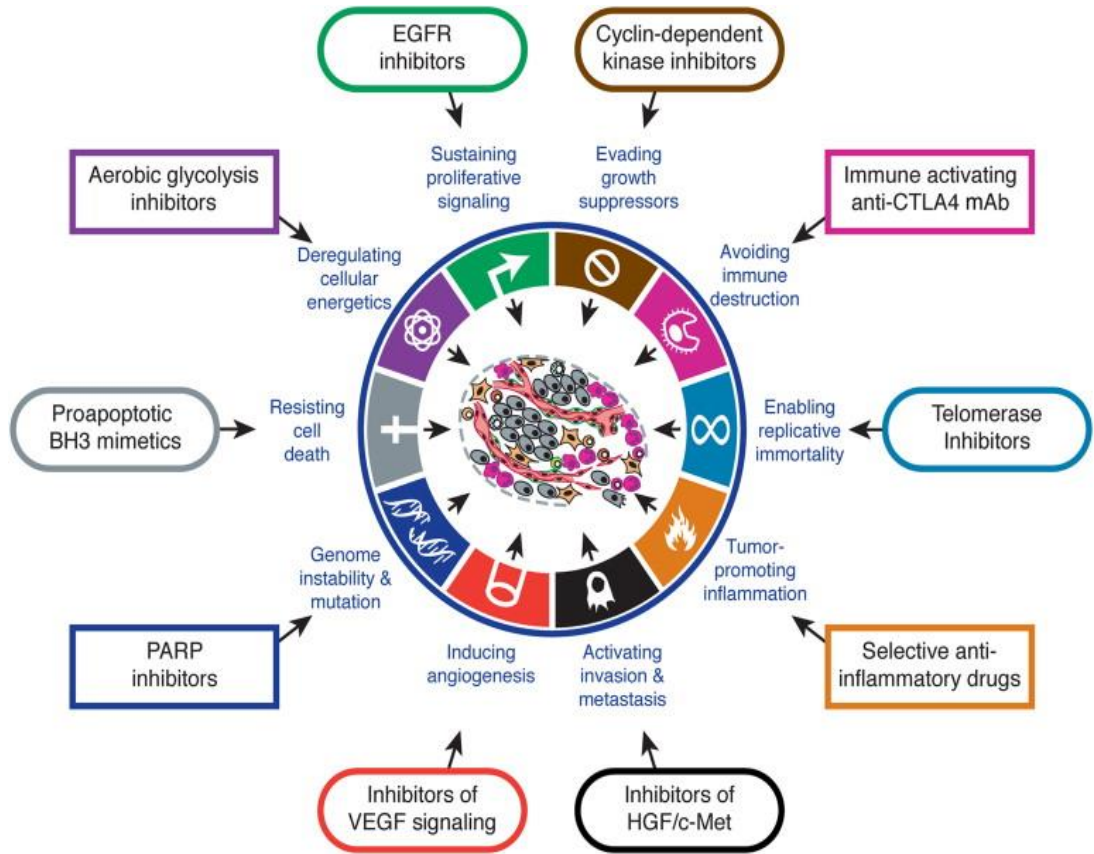 EGFR
inhibitors
Cyclin-dependent
kinase inhibitors
Sustaining
proliferative
signaling
Evading
growth
suppressors
Aerobic glycolysis
inhibitors
Immune activating
anti-CTLA4 mAb
Deregulating
cellular
energetics
Avoiding
immune
destruction
Proapoptotic
BH3 mimetics
Resisting
cell
death
Enabling
replicative
immortality
Telomerase
Inhibitors
Genome
instability &
mutation
Tumor-
promoting
inflammation
PARP
inhibitors
Inducing
angiogenesis
Activating
invasion &
metastasis
Selective anti-
inflammatory drugs
Inhibitors of
VEGF signaling
Inhibitors of
HGF/c-Met